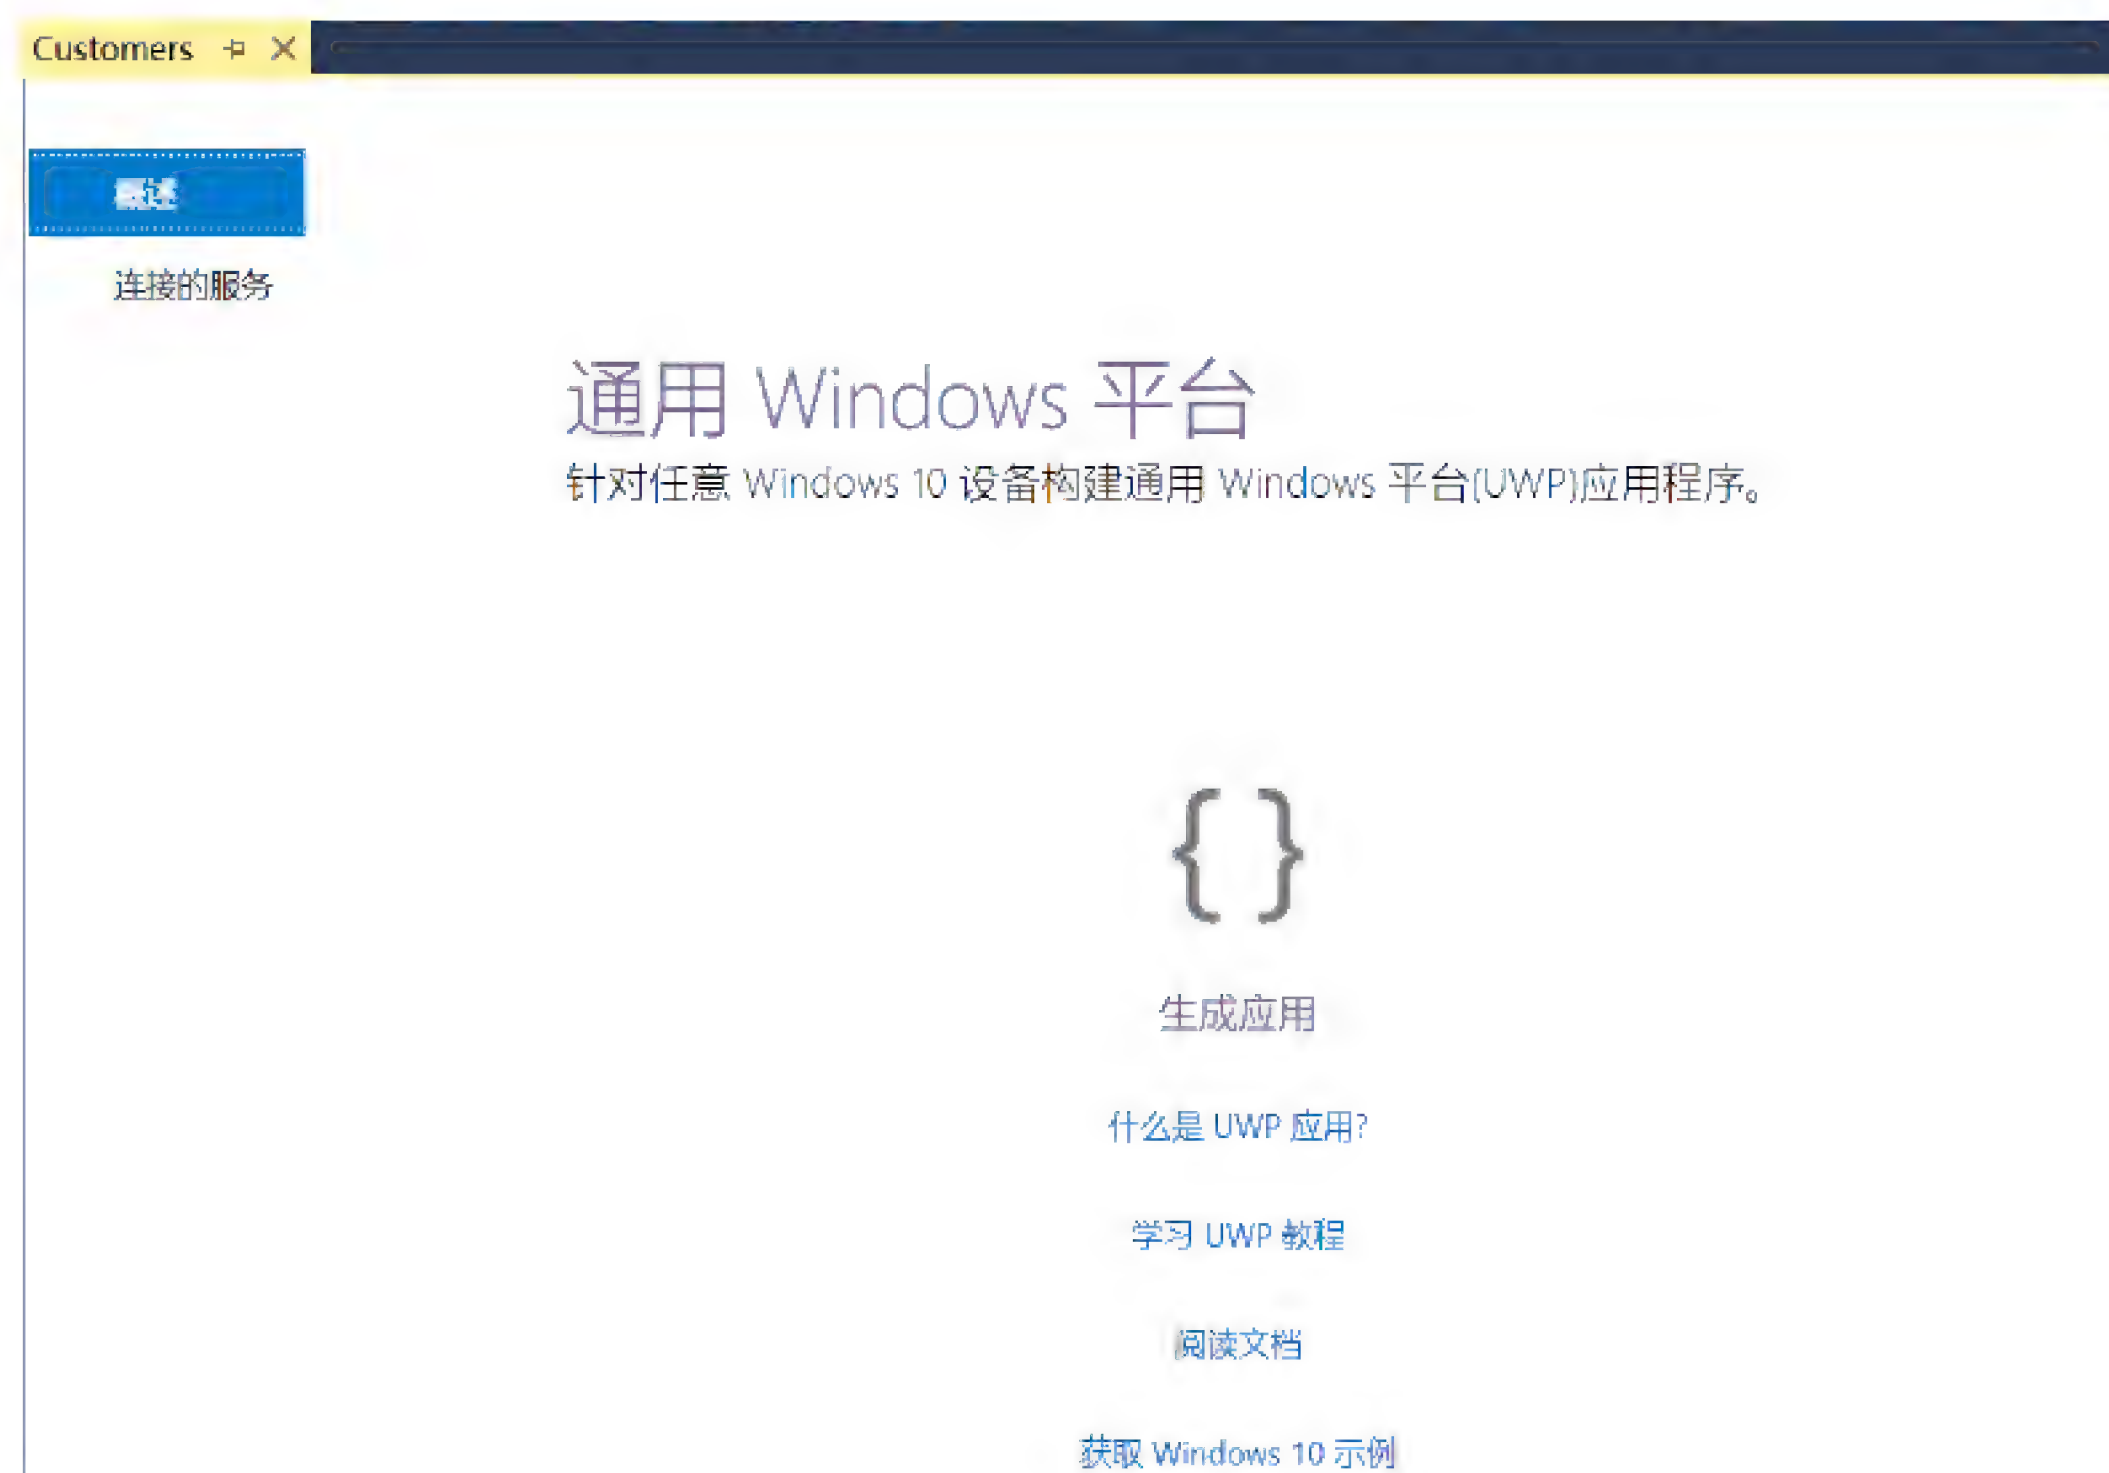 Customers
概述
连接的服务
通用 Windows 平台
针对任意 Windows 10 设备构建通用 Windows 平台(UWP)应用程序。
生成应用
什么是 UWP 应用?
学习 UWP 教程
阅读文档
获取 Windows 10 示例